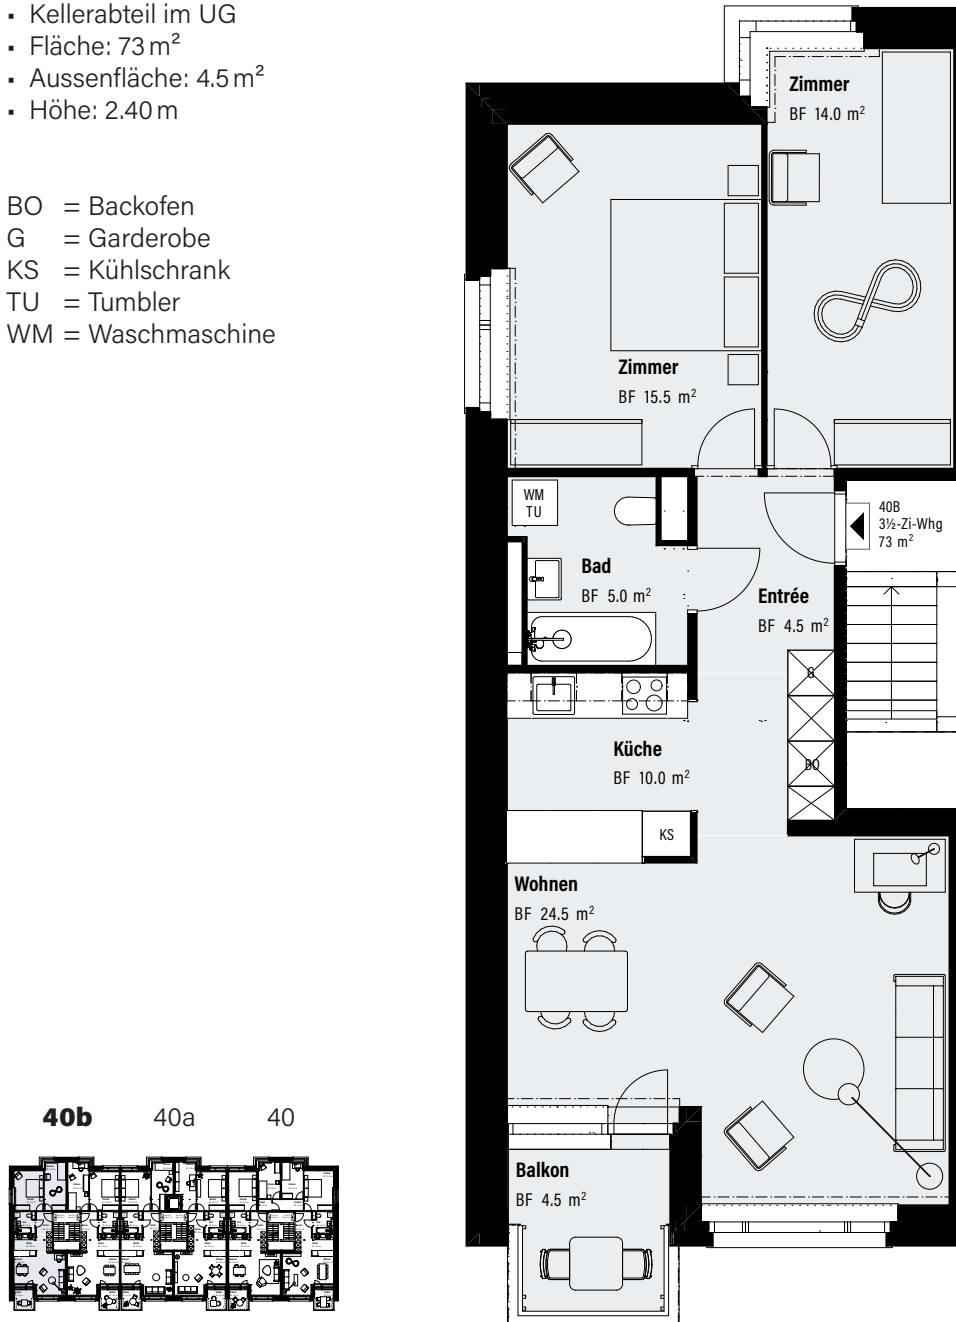 • Kellerabteil im UG
• Fläche: 73 m²
• Aussenfläche: 4.5 m²
• Höhe: 2.40 m
BO = Backofen
G = Garderobe
KS = Kühlschrank
TU = Tumbler
WM = Waschmaschine
Zimmer
BF 14.0 m²
Zimmer
BF 15.5 m²
WM
TU
40B
3½-Zi-Whg
73 m²
Bad
BF 5.0 m²
Entrée
BF 4.5 m²
G
Küche
BF 10.0 m²
BO
KS
Wohnen
BF 24.5 m²
Balkon
BF 4.5 m²
40b 40a 40